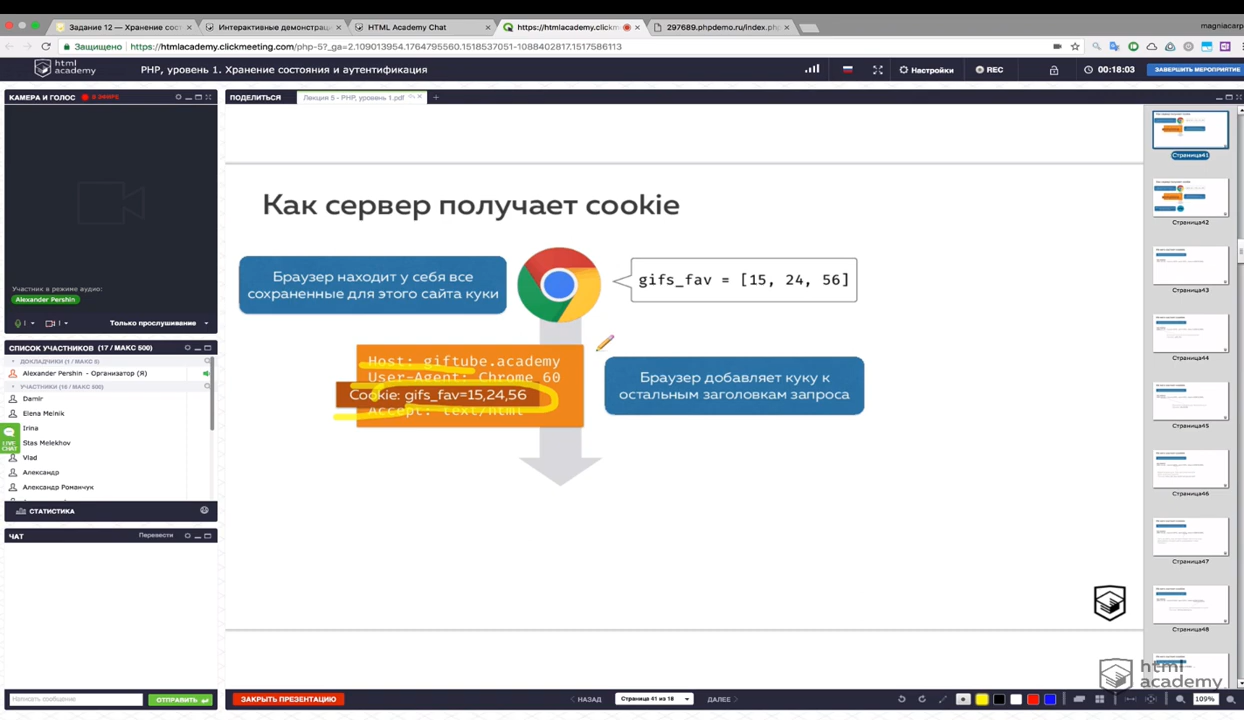 Задание 12 — Хранение сост
Интерактивные демонстрац
HTML Academy Chat
https://htmlacademy.clickm
297689.phpdemo.ru/index.ph
magniacarp
Защищено
https://htmlacademy.clickmeeting.com/php-5?_ga=2.109013954.1764795560.1518537051-1088402817.1517586113
html
academy
PHP, уровень 1. Хранение состояния и аутентификация
Настройки
REC
00:18:03
ЗАВЕРШИТЬ МЕРОПРИЯТИЕ
КАМЕРА И ГОЛОС
ПОДЕЛИТЬСЯ
Лекция 5 - PHP, уровень 1.pdf
Участник в режиме аудио:
Alexander Pershin
Только прослушивание
СПИСОК УЧАСТНИКОВ (17 / МАКС 500)
ДОКЛАДЧИКИ (1 / МАКС 5)
Alexander Pershin - Организатор (Я)
УЧАСТНИКИ (16 / МАКС 500)
Damir
Elena Melnik
Irina
Stas Melekhov
Vlad
Александр
Александр Романчук
LIVE
CHAT
СТАТИСТИКА
ЧАТ
Перевести
Написать сообщение
ОТПРАВИТЬ
Как сервер получает cookie
Браузер находит у себя все
сохраненные для этого сайта куки
gifs_fav = [15, 24, 56]
Host: giftube.academy
User-Agent: Chrome 60
Cookie: gifs_fav=15,24,56
Accept: text/html
Браузер добавляет куку к
остальным заголовкам запроса
Страница41
Страница42
Страница43
Страница44
Страница45
Страница46
Страница47
Страница48
html
academy
ЗАКРЫТЬ ПРЕЗЕНТАЦИЮ
НАЗАД
Страница 41 из 18
ДАЛЕЕ
109%